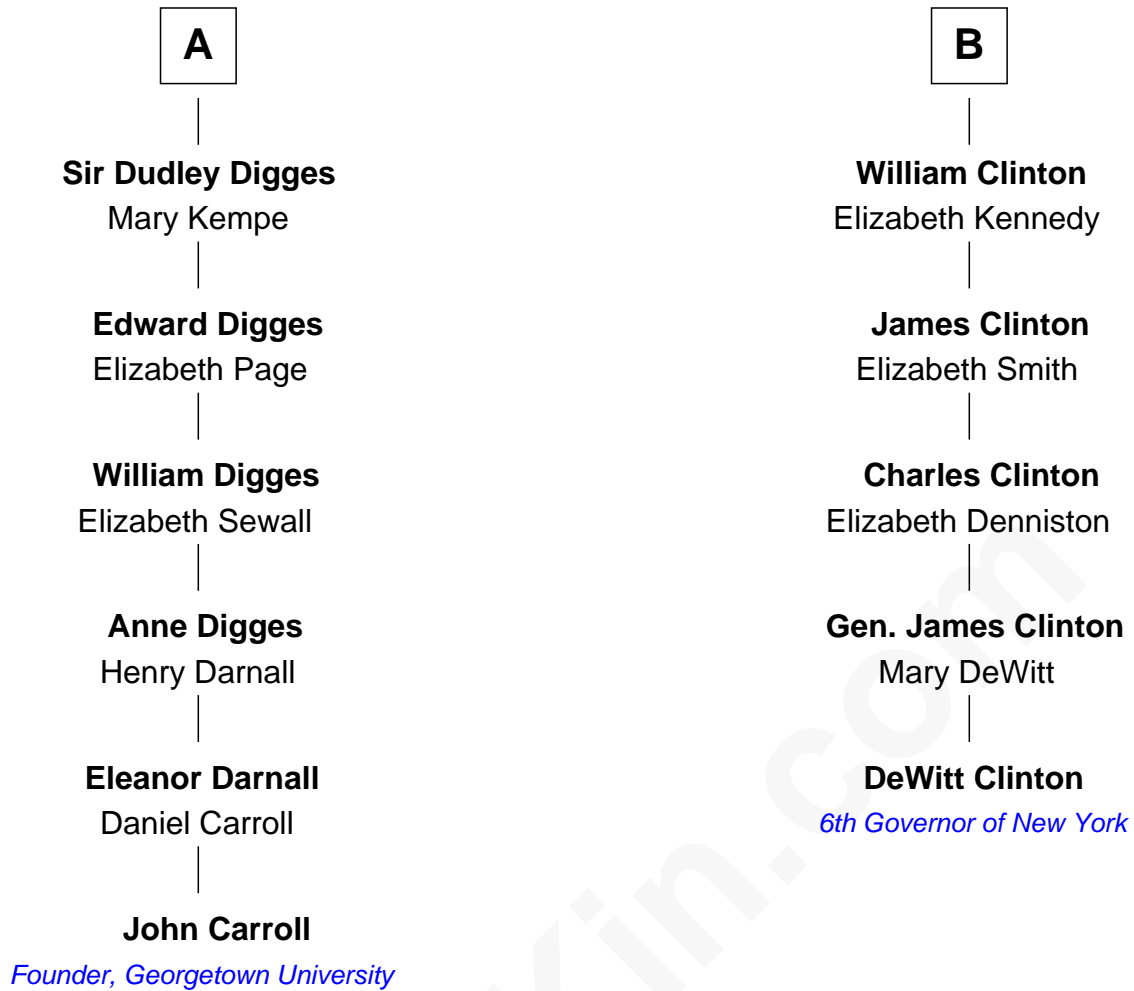 A
Sir Dudley Digges
Mary Kempe
Edward Digges
Elizabeth Page
William Digges
Elizabeth Sewall
Anne Digges
Henry Darnall
Eleanor Darnall
Daniel Carroll
John Carroll
Founder, Georgetown University
B
William Clinton
Elizabeth Kennedy
James Clinton
Elizabeth Smith
Charles Clinton
Elizabeth Denniston
Gen. James Clinton
Mary DeWitt
DeWitt Clinton
6th Governor of New York